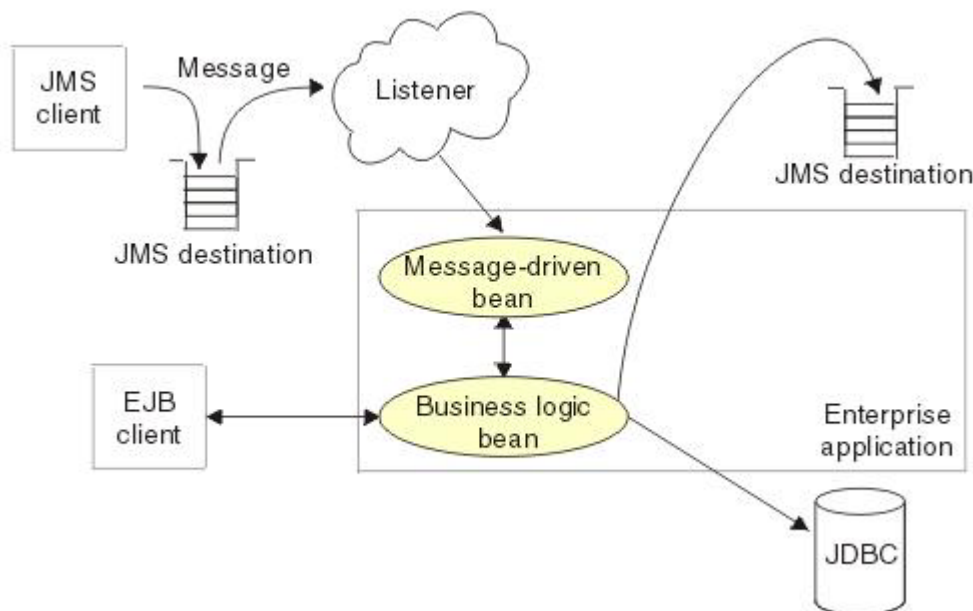 JMS
client
Message
Listener
JMS destination
JMS destination
Message-driven
bean
EJB
client
Business logic
bean
Enterprise
application
JDBC